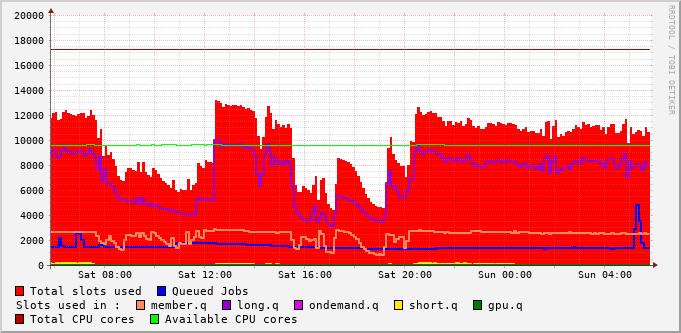 RRDTOOL / TOBI OETIKER
20000
18000
16000
14000
12000
10000
8000
6000
4000
2000
0
Sat 08:00 Sat 12:00 Sat 16:00 Sat 20:00 Sun 00:00 Sun 04:00
Total slots used Queued Jobs
Slots used in : member.q long.q ondemand.q short.q gpu.q
Total CPU cores Available CPU cores